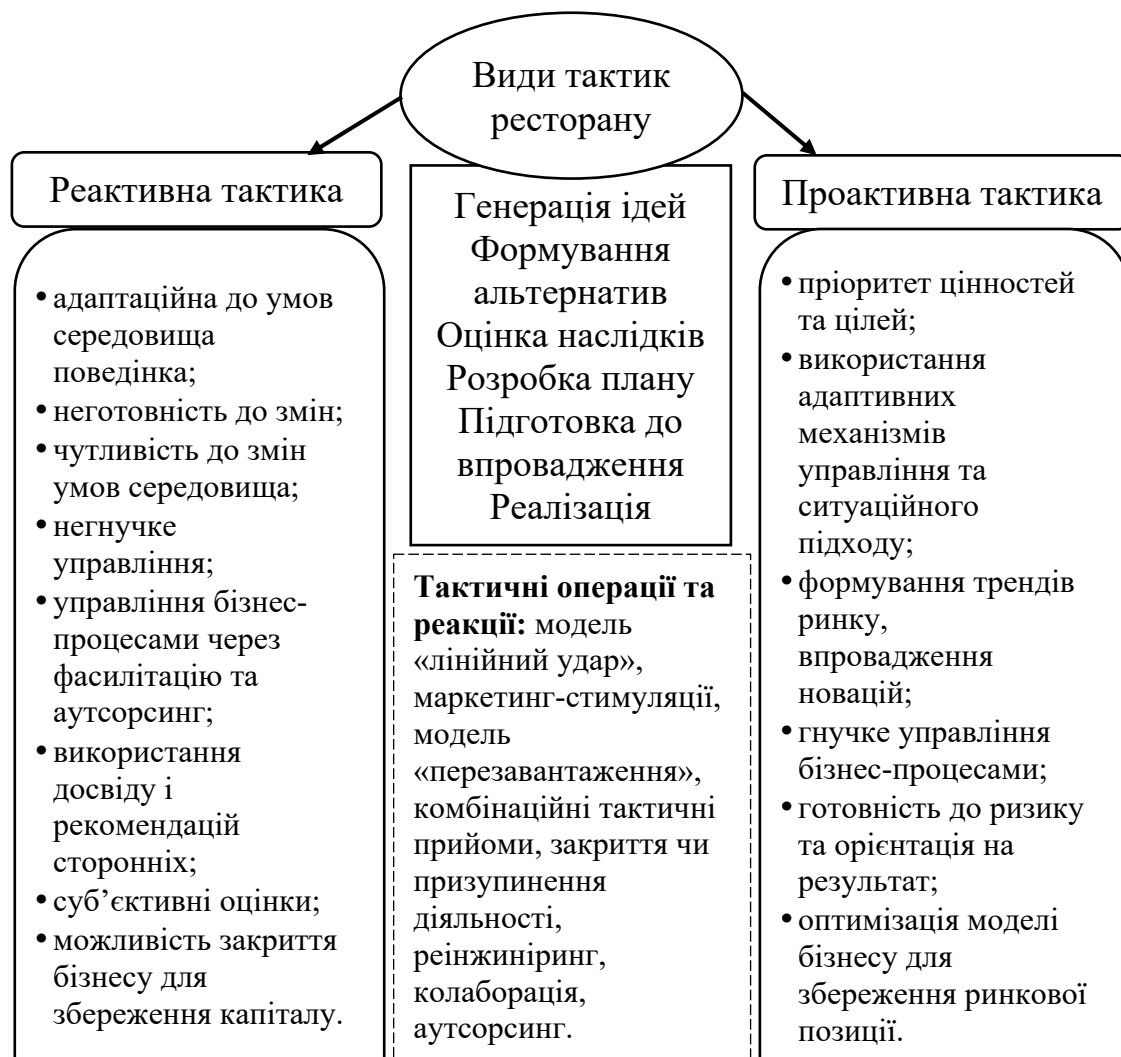 Види тактик
ресторану
Реактивна тактика
• адаптаційна до умов
середовища
поведінка;
• неготовність до змін;
• чутливість до змін
умов середовища;
• негнучке
управління;
• управління бізнес-
процесами через
фасилітацію та
аутсорсинг;
• використання
досвіду і
рекомендацій
сторонніх;
• суб’єктивні оцінки;
• можливість закриття
бізнесу для
збереження капіталу.
Генерація ідей
Формування
альтернатив
Оцінка наслідків
Розробка плану
Підготовка до
впровадження
Реалізація
Тактичні операції та
реакції: модель
«лінійний удар»,
маркетинг-стимуляції,
модель
«перезавантаження»,
комбінаційні тактичні
прийоми, закриття чи
призупинення
діяльності,
реінжиніринг,
колаборація,
аутсорсинг.
Проактивна тактика
• пріоритет цінностей
та цілей;
• використання
адаптивних
механізмів
управління та
ситуаційного
підходу;
• формування трендів
ринку,
впровадження
новацій;
• гнучке управління
бізнес-процесами;
• готовність до ризику
та орієнтація на
результат;
• оптимізація моделі
бізнесу для
збереження ринкової
позиції.